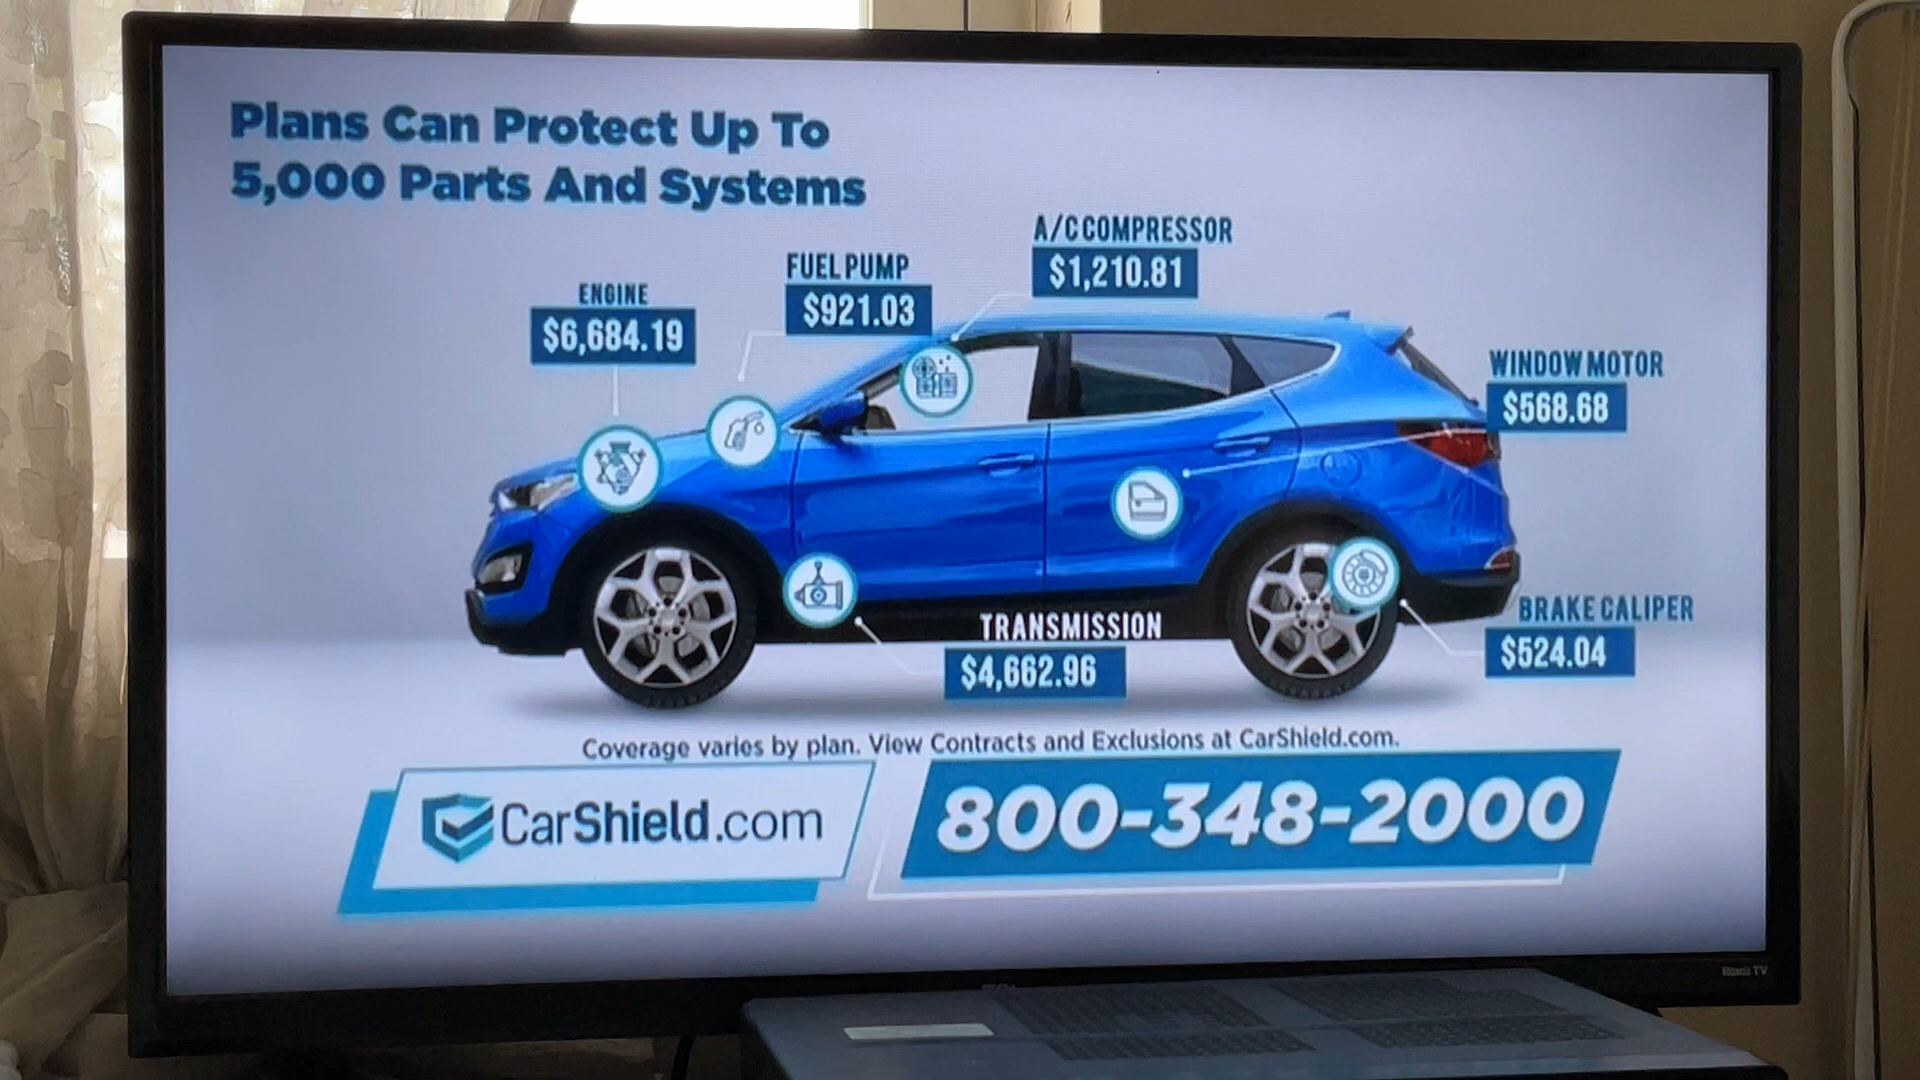 Plans Can Protect Up To
5,000 Parts And Systems
A/C COMPRESSOR
$1,210.81
FUEL PUMP
$921.03
ENGINE
$6,684.19
WINDOW MOTOR
$568.68
BRAKE CALIPER
$524.04
TRANSMISSION
$4,662.96
Coverage varies by plan. View Contracts and Exclusions at CarShield.com.
CarShield.com
800-348-2000
Roku TV